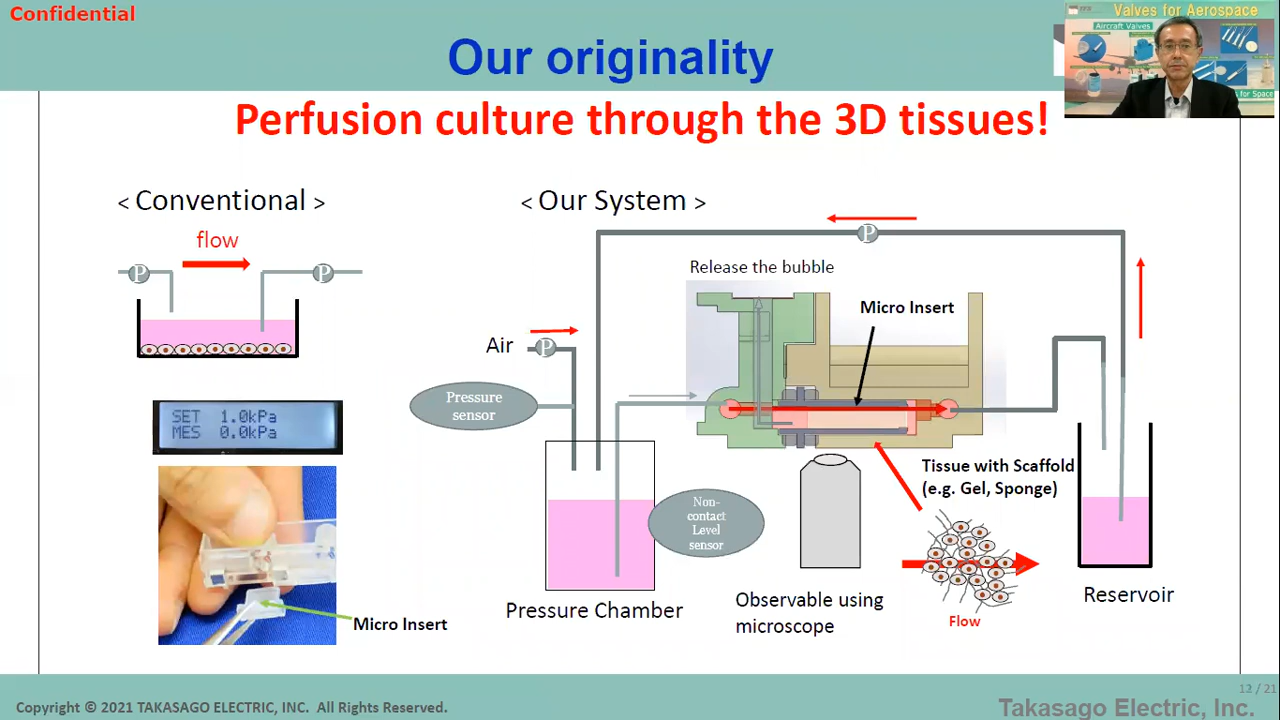 Confidential
Valves for Aerospace
Aircraft Valves
s for Space
Our originality
Perfusion culture through the 3D tissues!
< Conventional >
flow
P
P
SET 1.0kPa
MES 0.0kPa
Micro Insert
< Our System >
P
Release the bubble
Micro Insert
Air
P
Pressure
sensor
Non-
contact
Level
sensor
Tissue with Scaffold
(e.g. Gel, Sponge)
Pressure Chamber
Observable using
microscope
Flow
Reservoir
12 / 21
Copyright © 2021 TAKASAGO ELECTRIC, INC. All Rights Reserved.
Takasago Electric, Inc.